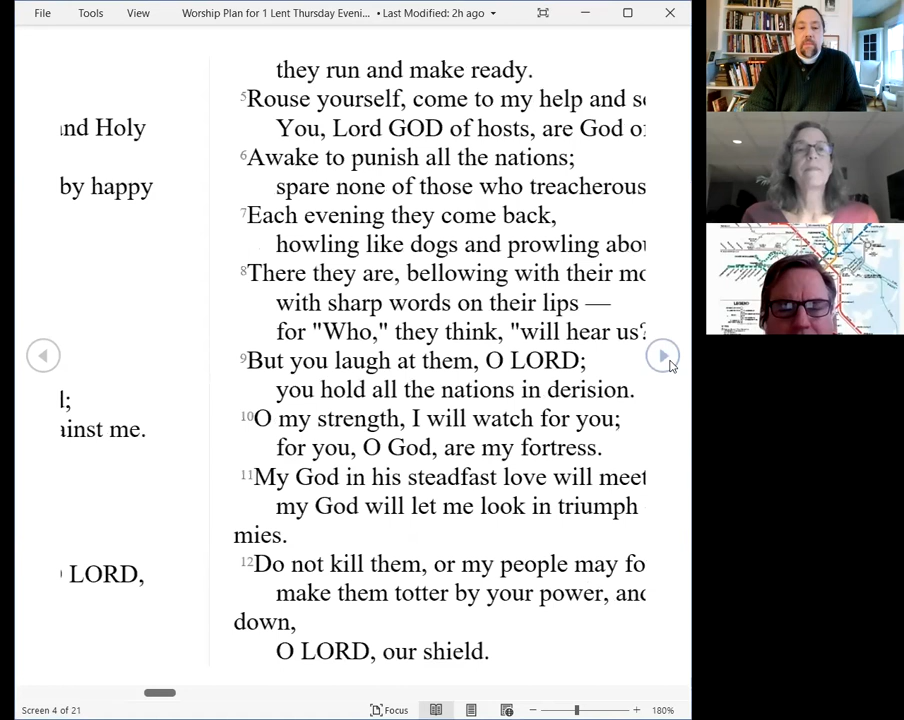 File Tools View Worship Plan for 1 Lent Thursday Eveni... • Last Modified: 2h ago
they run and make ready.
5Rouse yourself, come to my help and
You, Lord GOD of hosts, are God
nd Holy
6Awake to punish all the nations;
by happy
spare none of those who treacherous
7Each evening they come back,
howling like dogs and prowling
8There they are, bellowing with their
with sharp words on their lips —
for "Who," they think, "will hear us?
9But you laugh at them, O LORD;
you hold all the nations in derision.
l;
10O my strength, I will watch for you;
ainst me.
for you, O God, are my fortress.
11My God in his steadfast love will meet
my God will let me look in triumph
mies.
12Do not kill them, or my people may fo
LORD,
make them totter by your power,
down,
O LORD, our shield.
Screen 4 of 21 Focus 180%
LEGEND